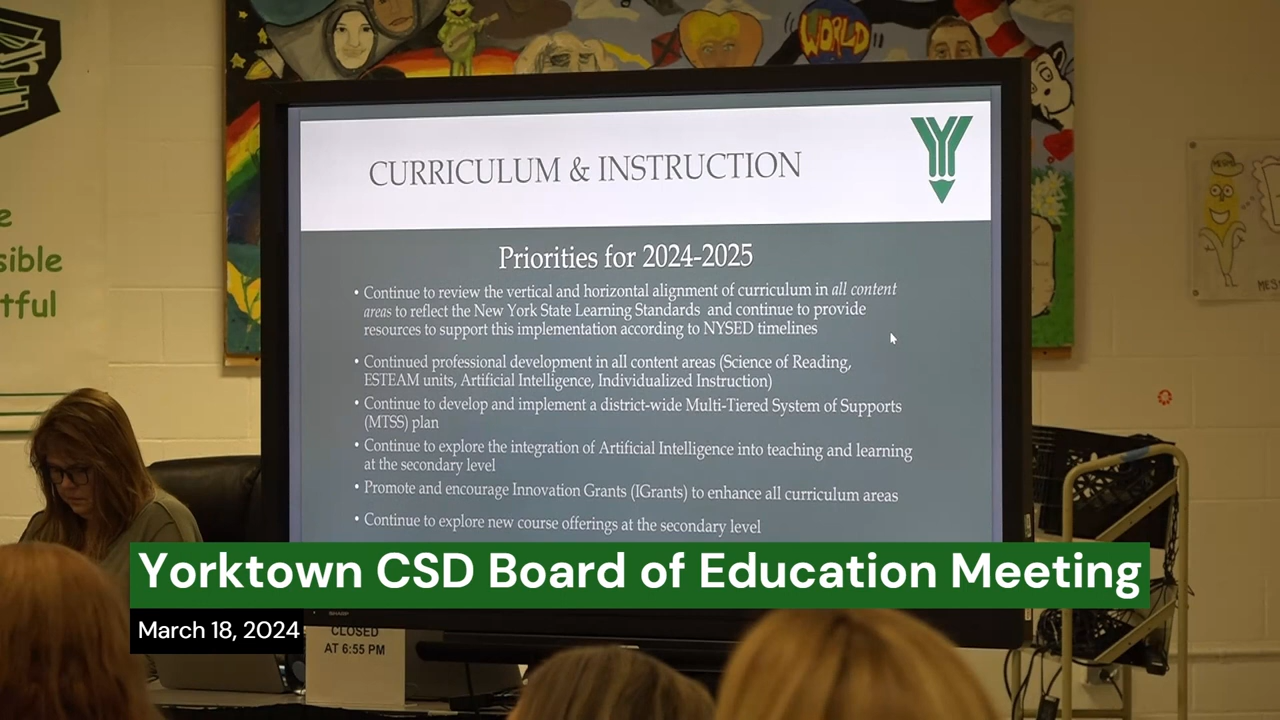 WORLD
CURRICULUM & INSTRUCTION
Priorities for 2024-2025
• Continue to review the vertical and horizontal alignment of curriculum in all content
areas to reflect the New York State Learning Standards and continue to provide
resources to support this implementation according to NYSED timelines
• Continued professional development in all content areas (Science of Reading,
ESTEAM units, Artificial Intelligence, Individualized Instruction)
• Continue to develop and implement a district-wide Multi-Tiered System of Supports
(MTSS) plan
• Continue to explore the integration of Artificial Intelligence into teaching and learning
at the secondary level
• Promote and encourage Innovation Grants (IGrants) to enhance all curriculum areas
• Continue to explore new course offerings at the secondary level
e
sible
tful
Yorktown CSD Board of Education Meeting
March 18, 2024
CLOSED
AT 6:55 PM